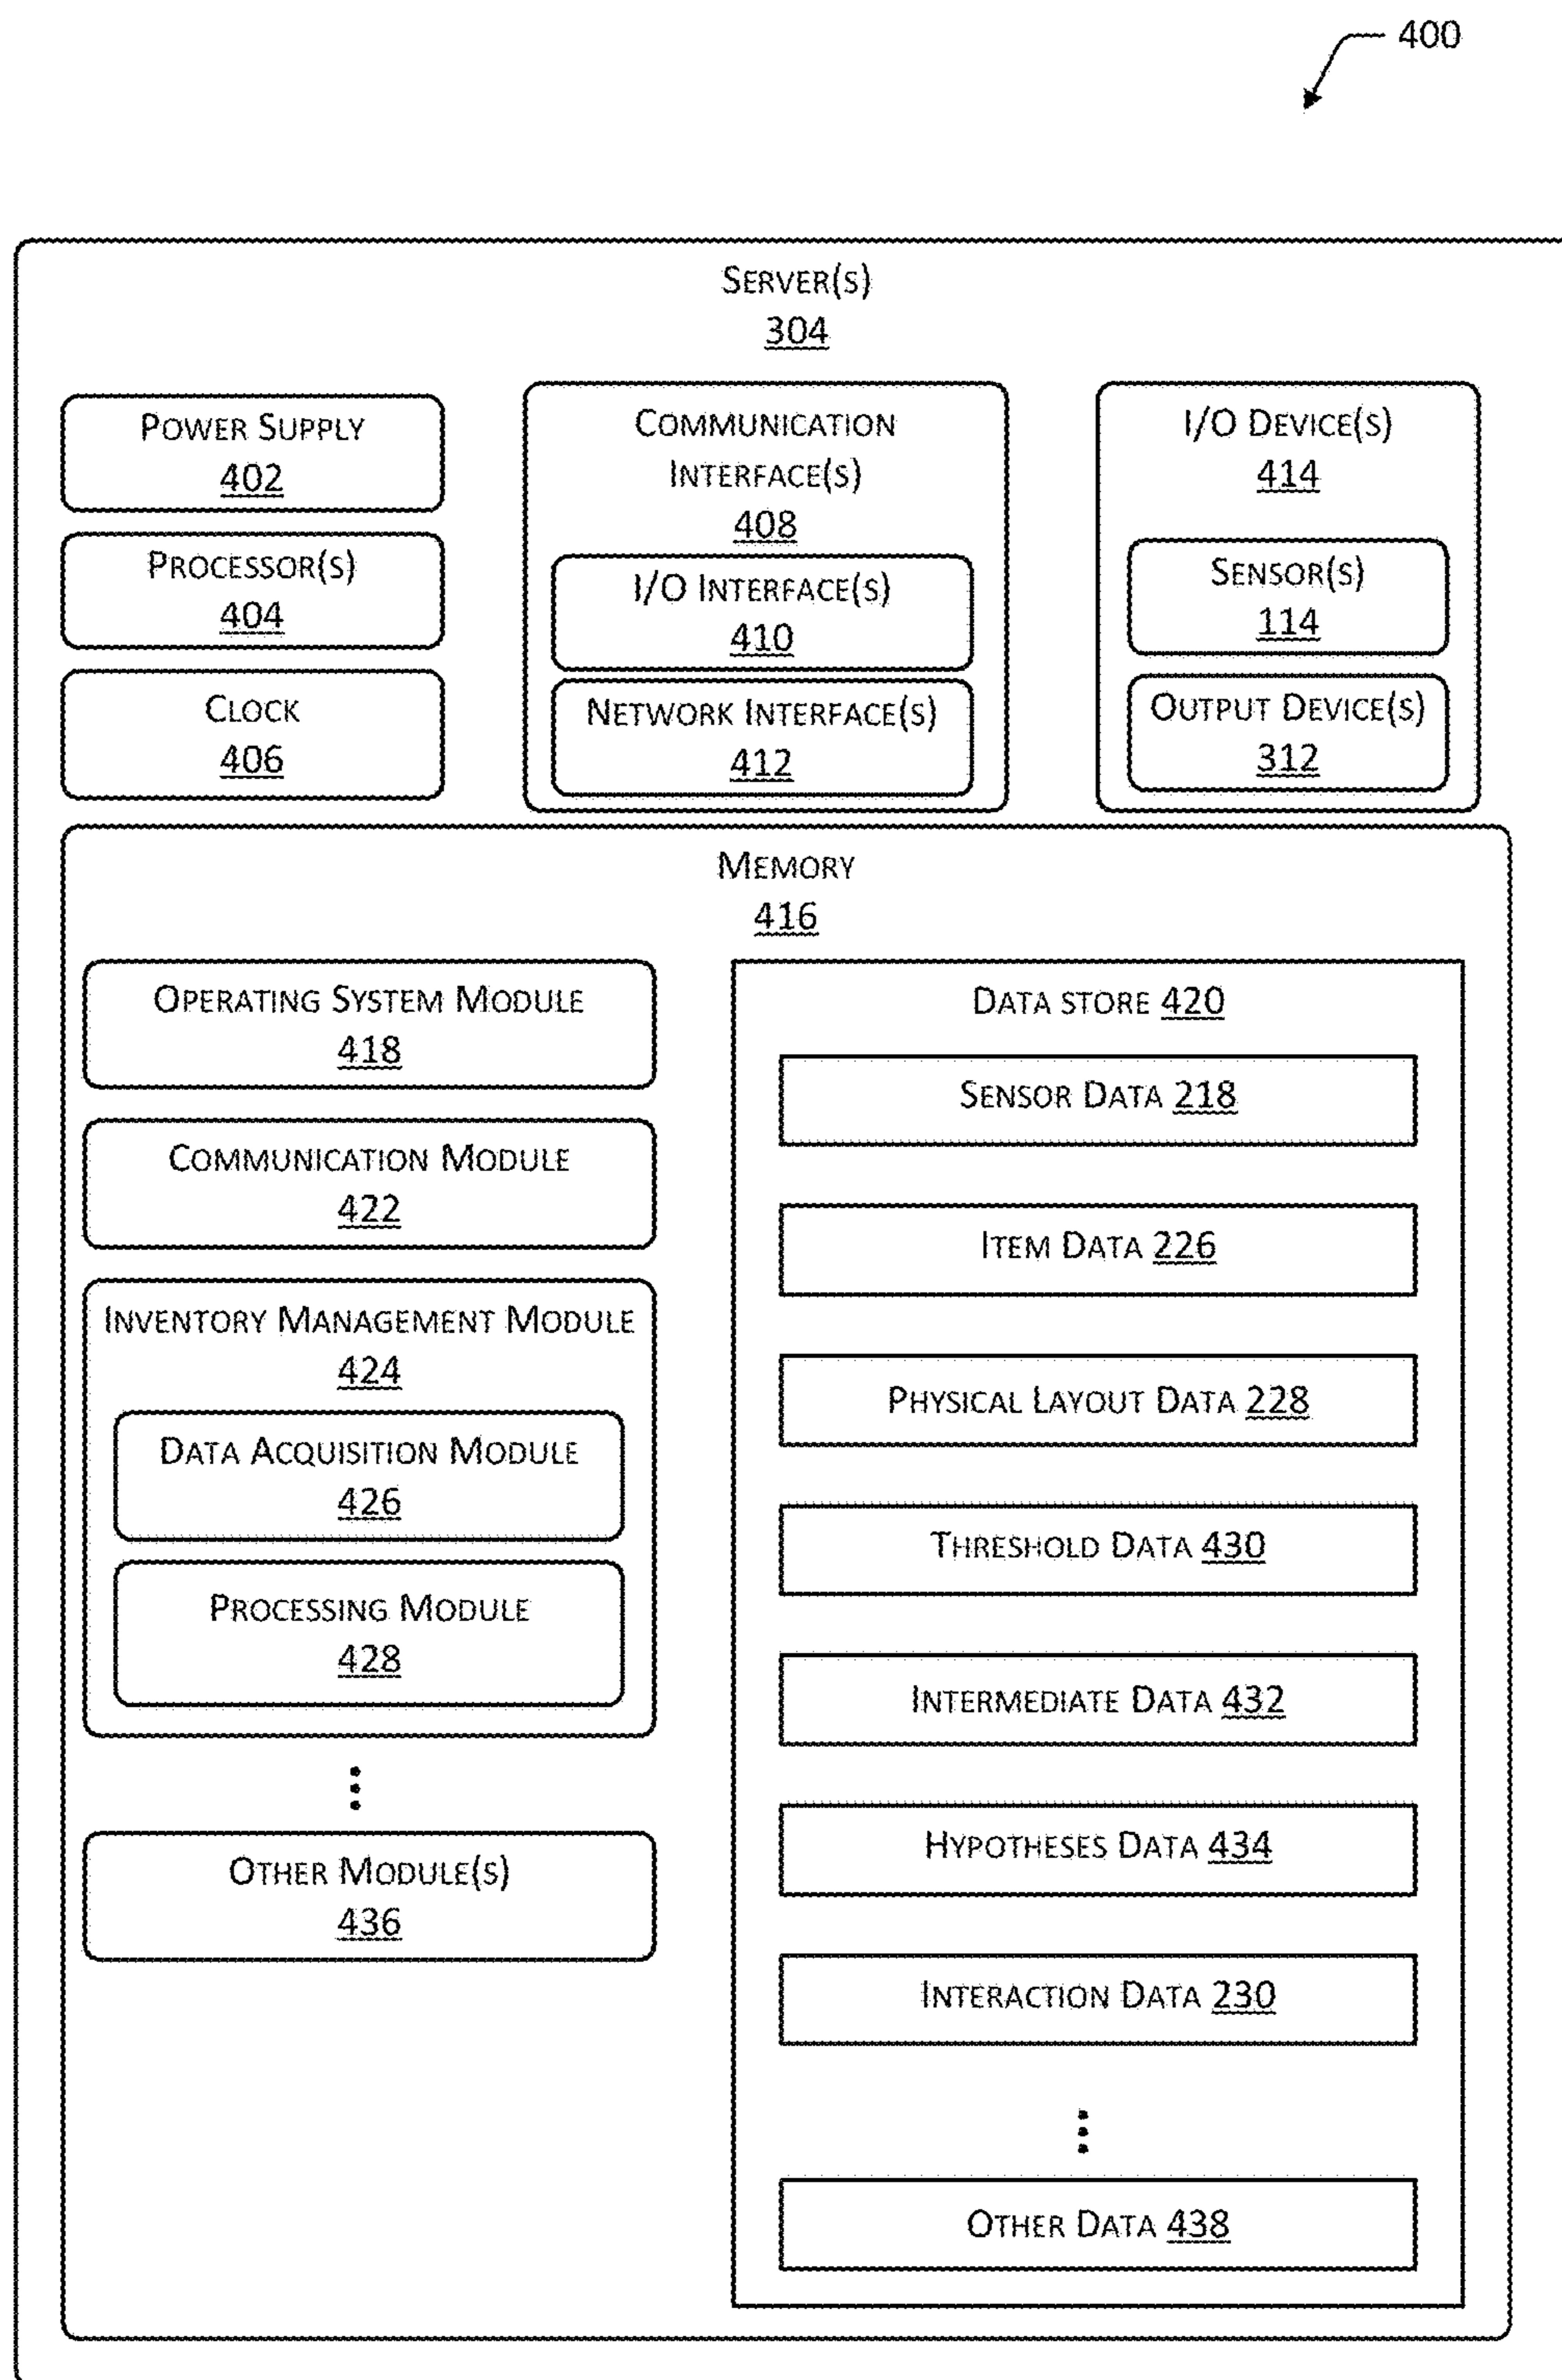 400
Server(s)
304
Power Supply
402
Processor(s)
404
Clock
406
Communication
Interface(s)
408
I/O Interface(s)
410
Network Interface(s)
412
I/O Device(s)
414
Sensor(s)
114
Output Device(s)
312
Memory
416
Operating System Module
418
Communication Module
422
Inventory Management Module
424
Data Acquisition Module
426
Processing Module
428
Other Module(s)
436
Data store 420
Sensor Data 218
Item Data 226
Physical Layout Data 228
Threshold Data 430
Intermediate Data 432
Hypotheses Data 434
Interaction Data 230
Other Data 438